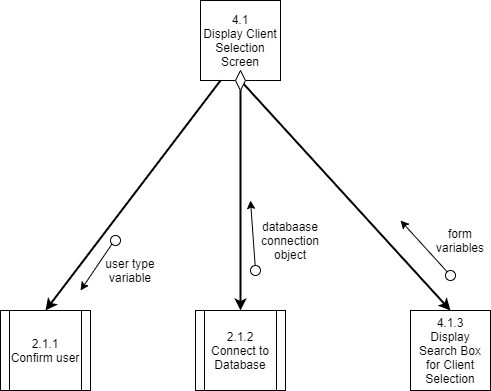 4.1
Display Client
Selection
Screen
user type
variable
databaase
connection
object
form
variables
2.1.1
Confirm user
2.1.2
Connect to
Database
4.1.3
Display
Search Box
for Client
Selection